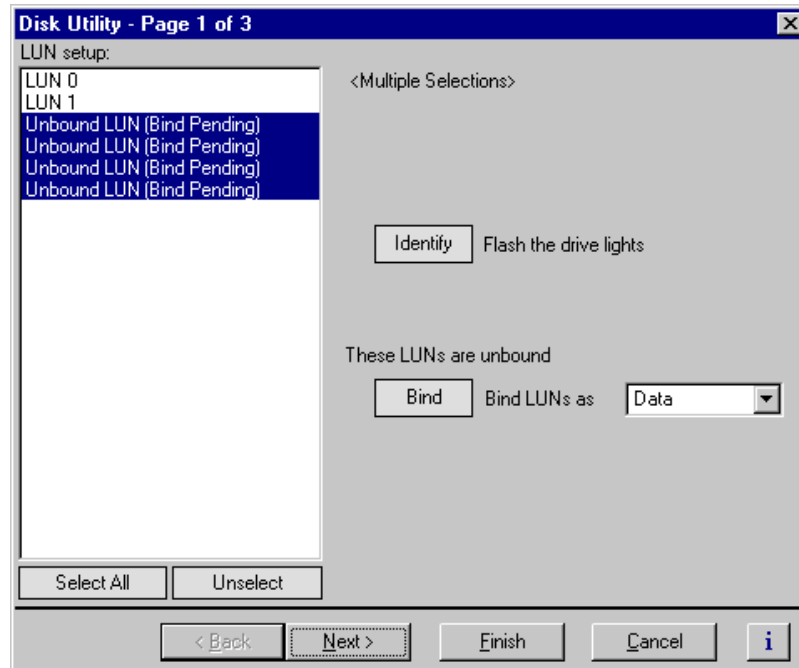 Disk Utility - Page 1 of 3
LUN setup:
LUN 0
LUN 1
Unbound LUN (Bind Pending)
Unbound LUN (Bind Pending)
Unbound LUN (Bind Pending)
Unbound LUN (Bind Pending)
<Multiple Selections>
Identify Flash the drive lights
These LUNs are unbound
Bind Bind LUNs as Data
Select All Unselect
< Back Next > Finish Cancel i